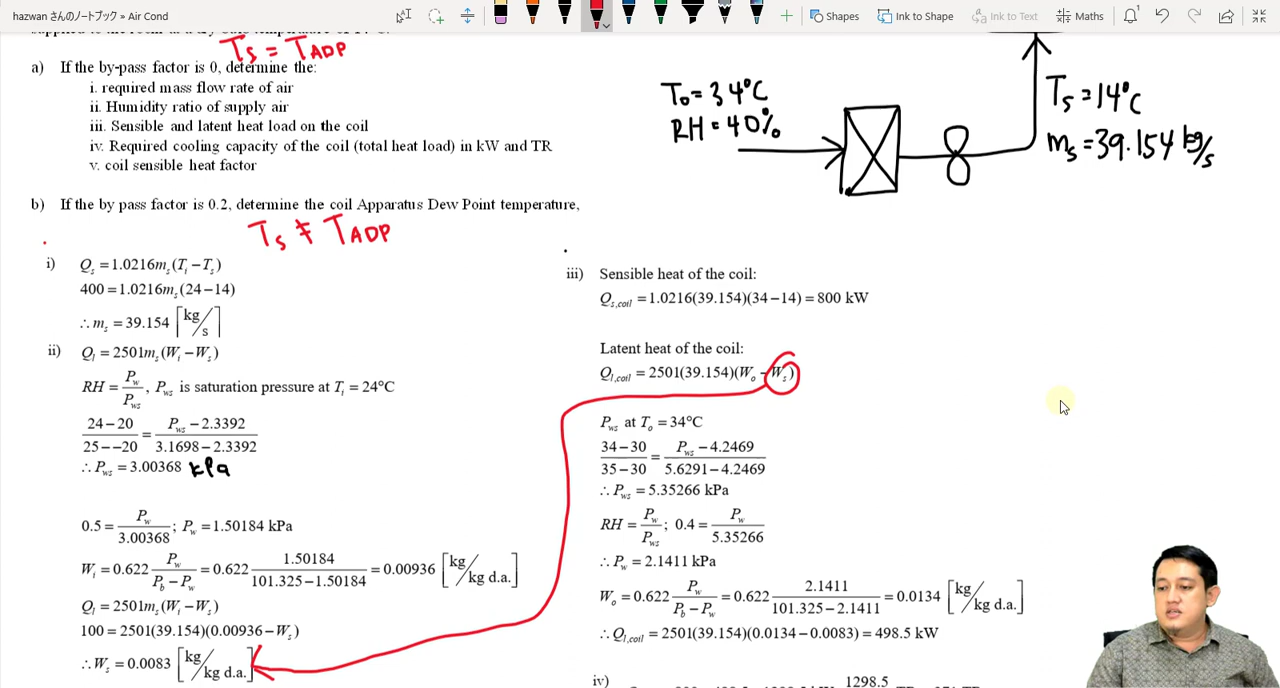 hazwan さんのノートブック » Air Cond
Shapes
Ink to Shape
Ink to Text
Maths
Ts = TADP
a) If the by-pass factor is 0, determine the:
i. required mass flow rate of air
ii. Humidity ratio of supply air
iii. Sensible and latent heat load on the coil
iv. Required cooling capacity of the coil (total heat load) in kW and TR
v. coil sensible heat factor
b) If the by pass factor is 0.2, determine the coil Apparatus Dew Point temperature,
Ts ≠ TADP
To = 34°C
RH = 40%
Ts = 14°C
ms = 39.154 kg/s
i) Qs = 1.0216ms(Ti − Ts)
400 = 1.0216ms(24 − 14)
∴ ms = 39.154 [kg/s]
ii) Ql = 2501ms(Wi − Ws)
RH = Pw/Pws, Pws is saturation pressure at Ti = 24°C
24 − 20/25 − −20 = Pws − 2.3392/3.1698 − 2.3392
∴ Pws = 3.00368 kPa
0.5 = Pw/3.00368; Pw = 1.50184 kPa
Wi = 0.622 Pw/Pb − Pw = 0.622 1.50184/101.325 − 1.50184 = 0.00936 [kg/kg d.a.]
Ql = 2501ms(Wi − Ws)
100 = 2501(39.154)(0.00936 − Ws)
∴ Ws = 0.0083 [kg/kg d.a.]
iii) Sensible heat of the coil:
Qs,coil = 1.0216(39.154)(34 − 14) = 800 kW
Latent heat of the coil:
Ql,coil = 2501(39.154)(Wo − Ws)
Pws at To = 34°C
34 − 30/35 − 30 = Pws − 4.2469/5.6291 − 4.2469
∴ Pws = 5.35266 kPa
RH = Pw/Pws; 0.4 = Pw/5.35266
∴ Pw = 2.1411 kPa
Wo = 0.622 Pw/Pb − Pw = 0.622 2.1411/101.325 − 2.1411 = 0.0134 [kg/kg d.a.]
∴ Ql,coil = 2501(39.154)(0.0134 − 0.0083) = 498.5 kW
iv)
1298.5